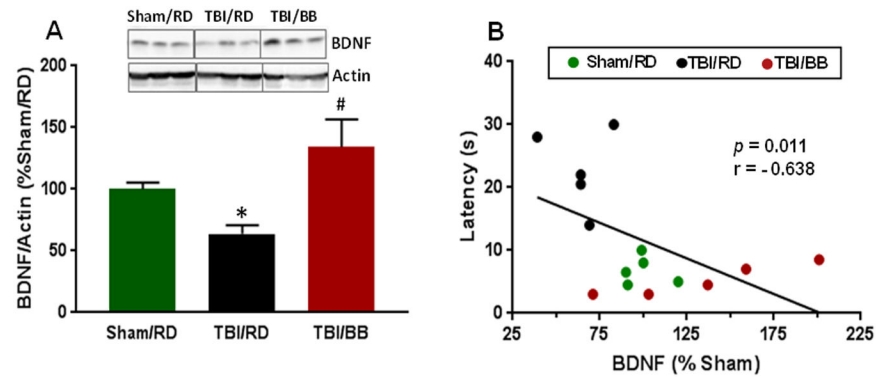 A
Sham/RD TBI/RD TBI/BB
BDNF
Actin
BDNF/Actin (%Sham/RD)
200
150
100
50
0
*
#
Sham/RD TBI/RD TBI/BB
B
Sham/RD TBI/RD TBI/BB
p = 0.011
r = -0.638
Latency (s)
40
30
20
10
0
25 75 125 175 225
BDNF (% Sham)